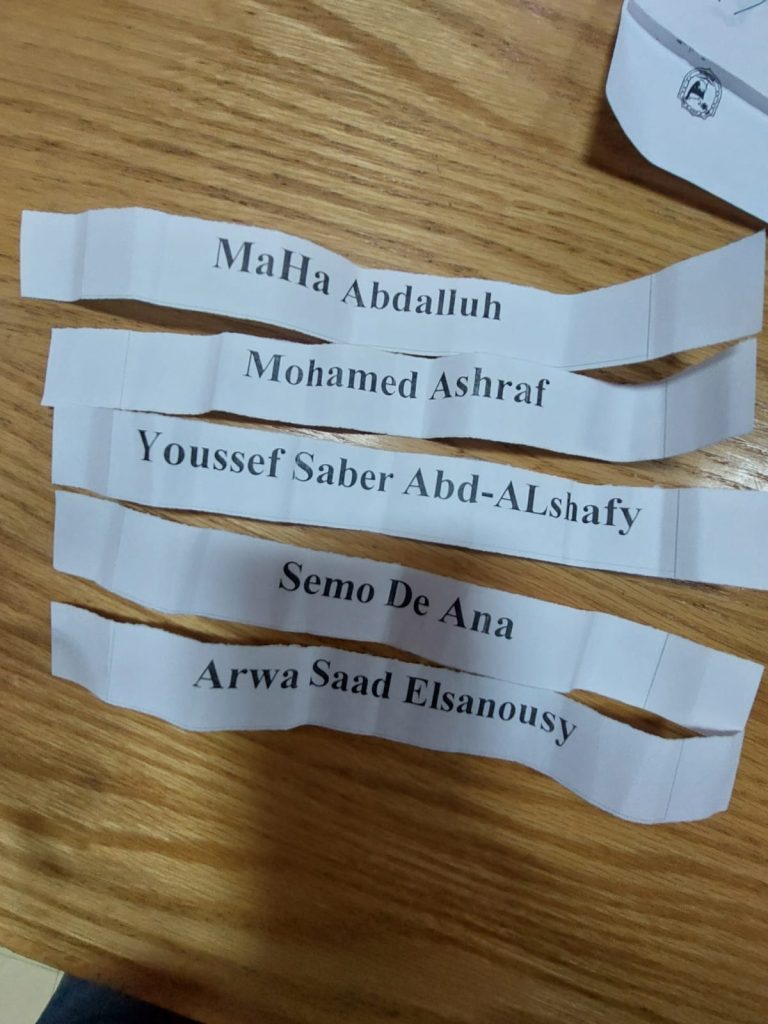 MaHa Abdalluh
Mohamed Ashraf
Youssef Saber Abd-ALshafy
Semo De Ana
Arwa Saad Elsanousy